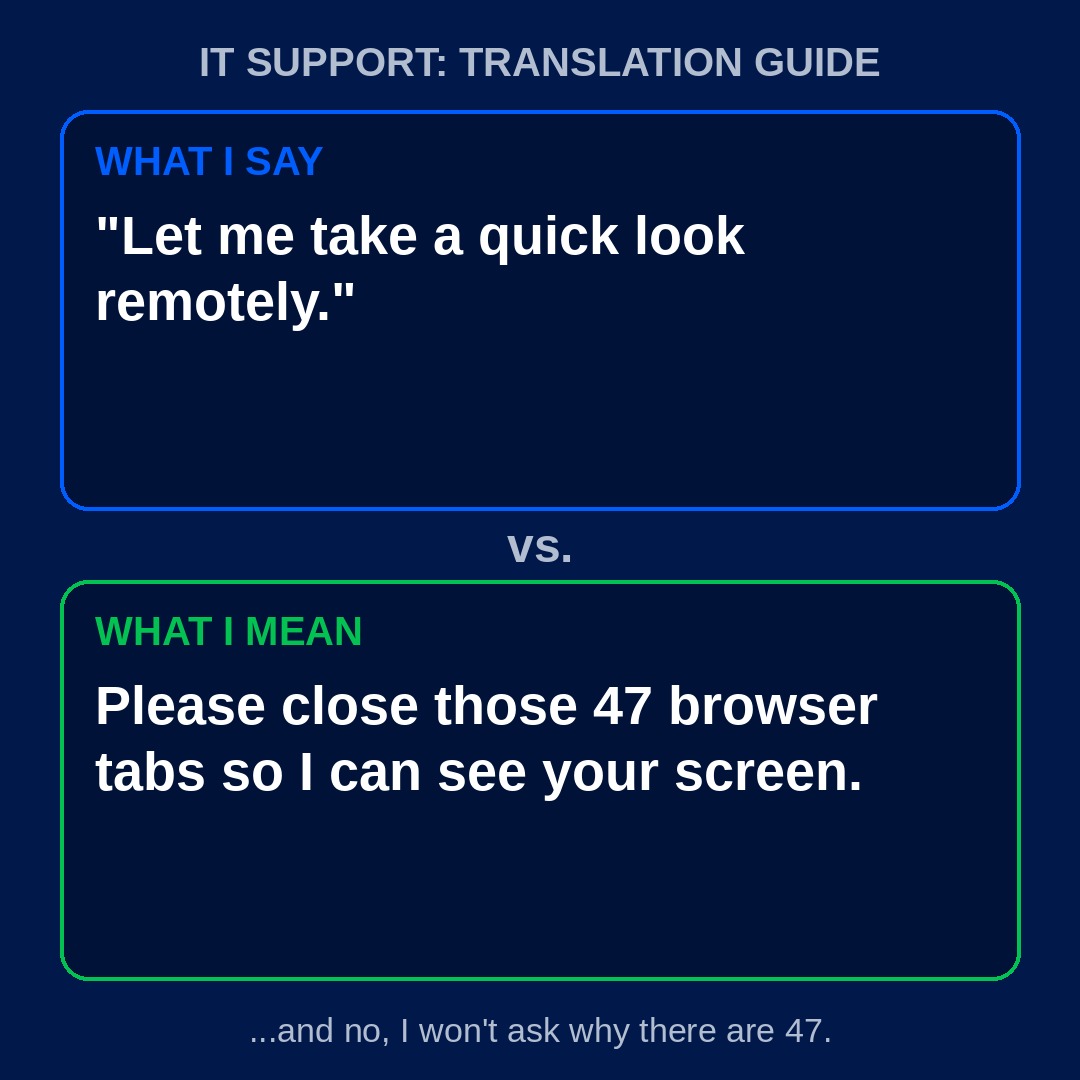 IT SUPPORT: TRANSLATION GUIDE
WHAT I SAY
"Let me take a quick look
remotely."
vs.
WHAT I MEAN
Please close those 47 browser
tabs so I can see your screen.
...and no, I won't ask why there are 47.